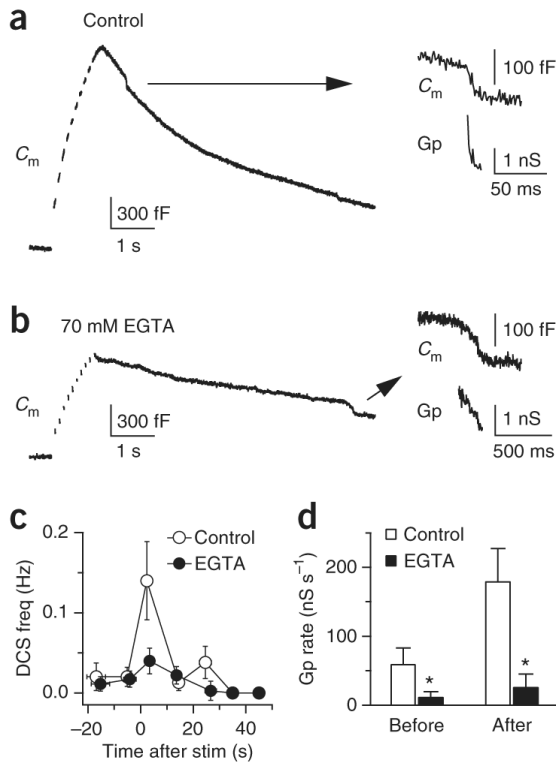 a
Control
Cm
300 fF
1 s
100 fF
Cm
Gp
1 nS
50 ms
b
70 mM EGTA
Cm
300 fF
1 s
100 fF
Cm
Gp
1 nS
500 ms
c
DCS freq (Hz)
0.2
0.1
0.0
Control
EGTA
−20 0 20 40
Time after stim (s)
d
Gp rate (nS s⁻¹)
200
100
0
Control
EGTA
* *
Before After